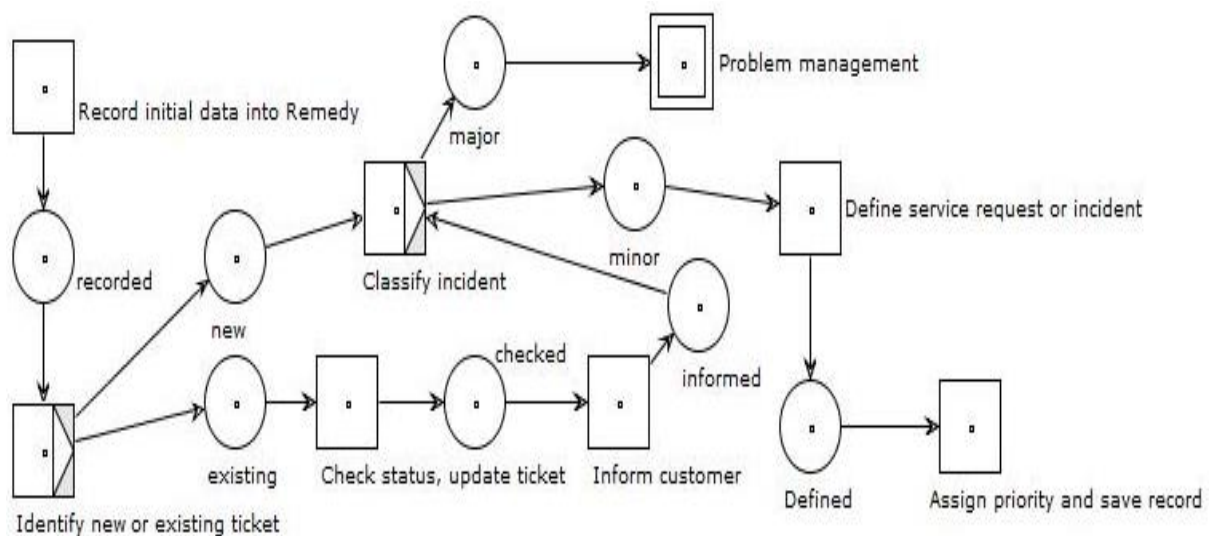 Problem management
Record initial data into Remedy
major
Define service request or incident
minor
recorded
Classify incident
new
checked
informed
existing
Check status, update ticket
Inform customer
Defined
Assign priority and save record
Identify new or existing ticket